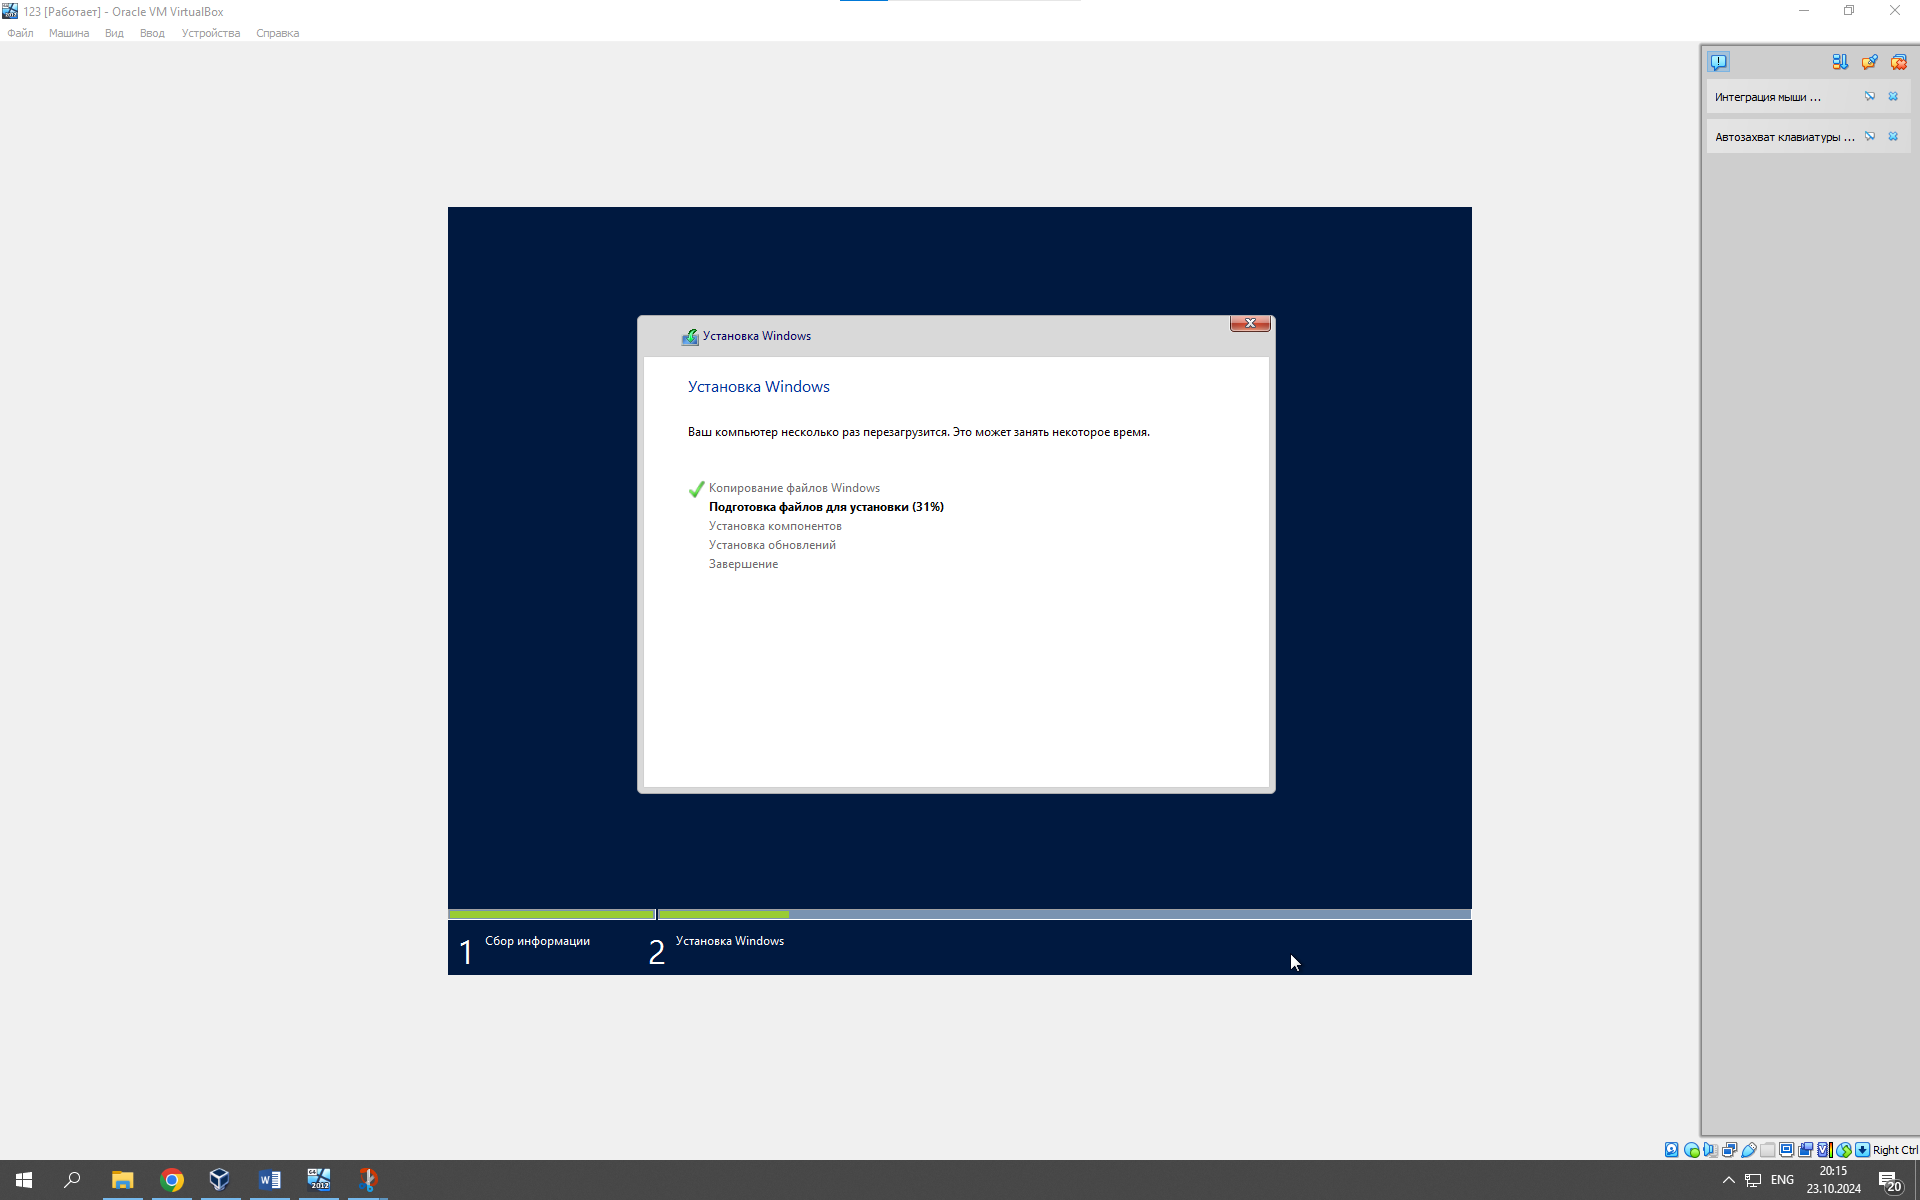 123 [Работает] - Oracle VM VirtualBox
Файл Машина Вид Ввод Устройства Справка
Интеграция мыши ...
Автозахват клавиатуры ...
Установка Windows
Установка Windows
Ваш компьютер несколько раз перезагрузится. Это может занять некоторое время.
Копирование файлов Windows
Подготовка файлов для установки (31%)
Установка компонентов
Установка обновлений
Завершение
1 Сбор информации
2 Установка Windows
Right Ctrl
64
2012
ENG
20:15
23.10.2024
20